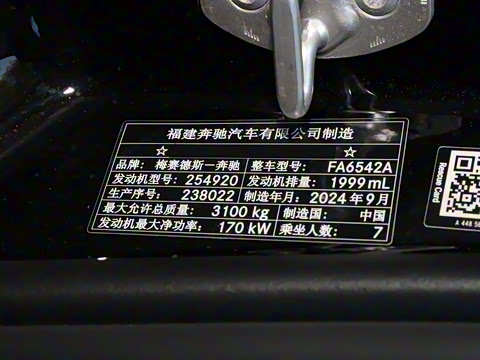 福建奔驰汽车有限公司制造
☆ ☆
品牌: 梅赛德斯—奔驰 整车型号: FA6542A
发动机型号: 254920 发动机排量: 1999mL
生产序号: 238022 制造年月: 2024年9月
最大允许总质量: 3100 kg 制造国: 中国
发动机最大净功率: 170 kW 乘坐人数: 7
Rescue Card
A 446 58